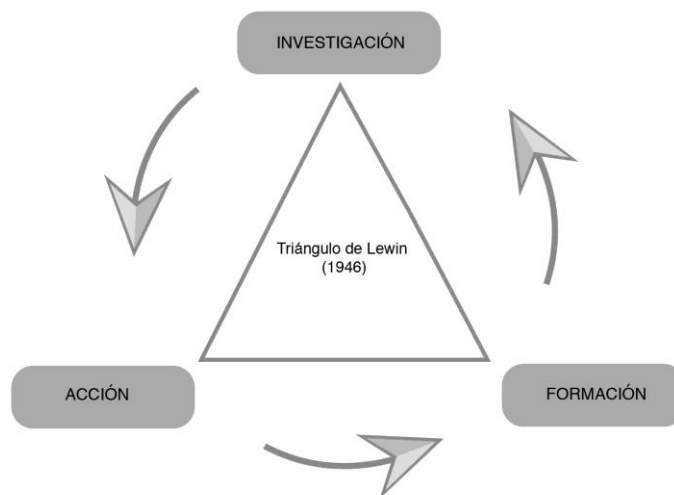 INVESTIGACIÓN
Triángulo de Lewin
(1946)
ACCIÓN
FORMACIÓN